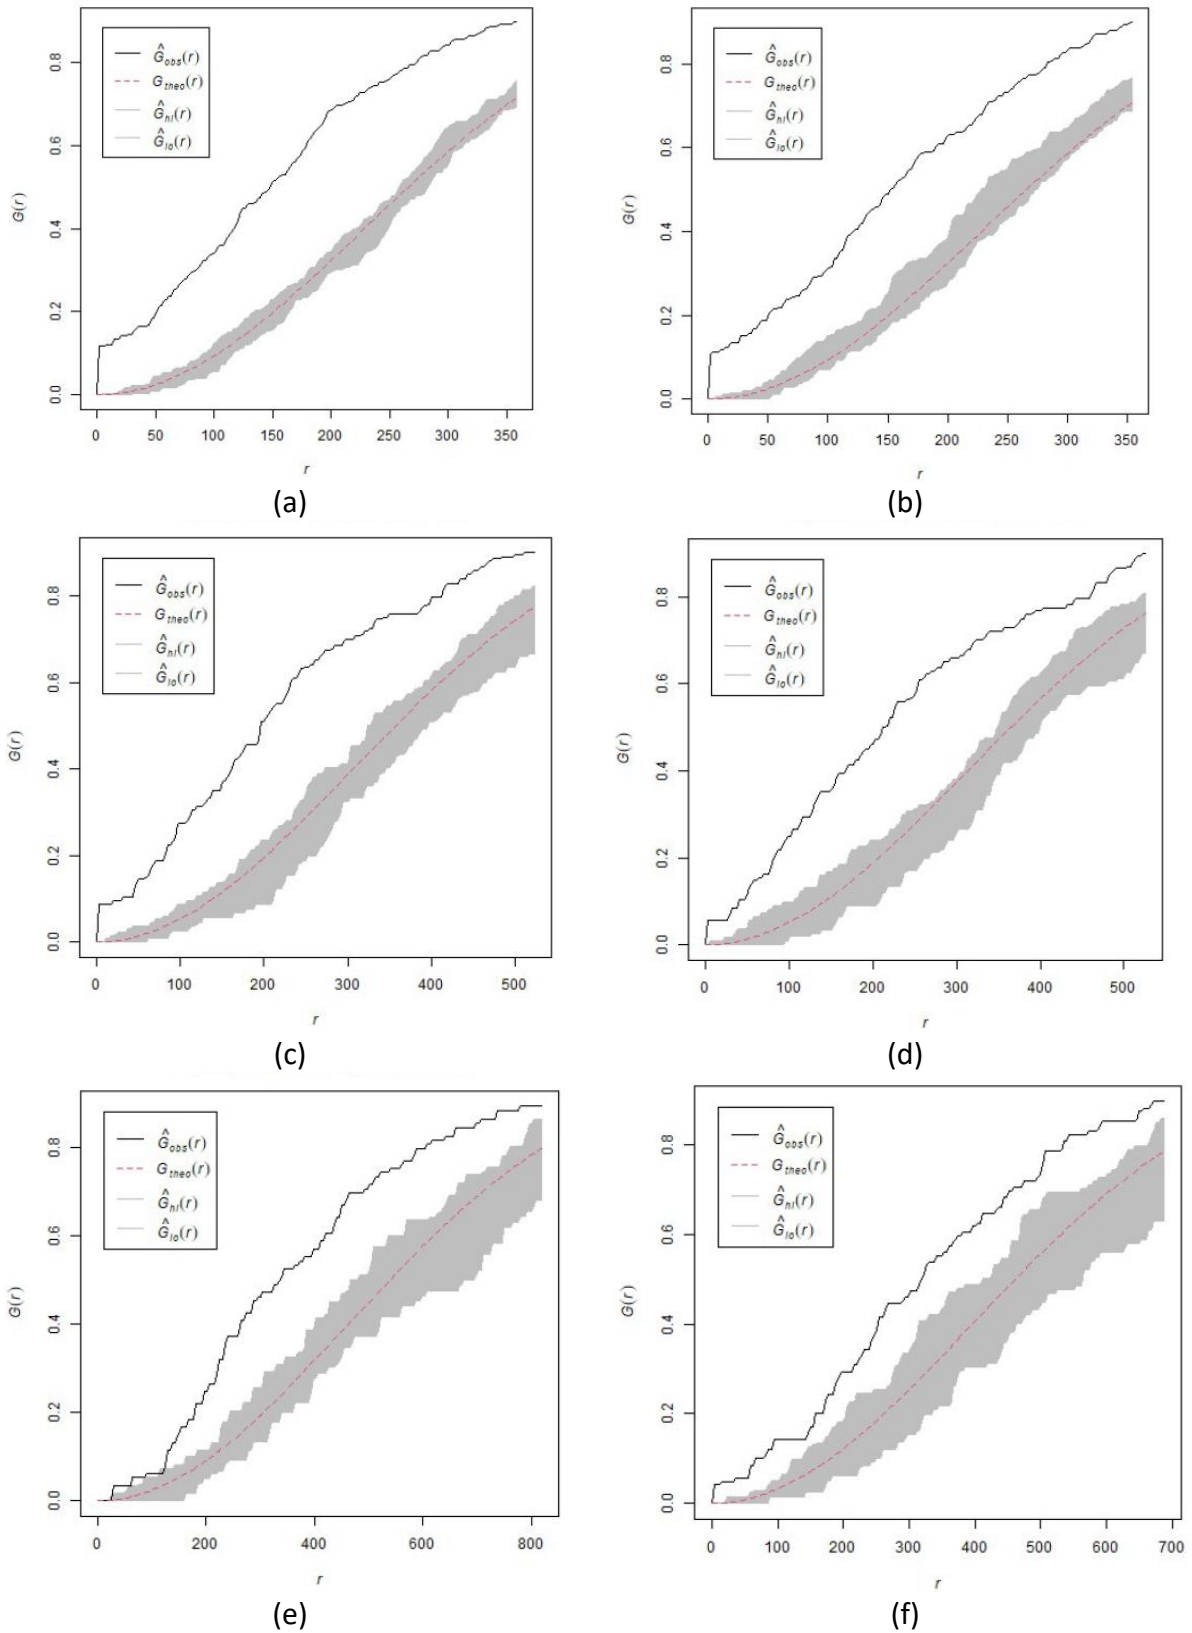 Ĝobs(r)
Gtheo(r)
Ĝhi(r)
Ĝlo(r)
G(r)
0.0 0.2 0.4 0.6 0.8
0 50 100 150 200 250 300 350
r
(a)
Ĝobs(r)
Gtheo(r)
Ĝhi(r)
Ĝlo(r)
G(r)
0.0 0.2 0.4 0.6 0.8
0 50 100 150 200 250 300 350
r
(b)
Ĝobs(r)
Gtheo(r)
Ĝhi(r)
Ĝlo(r)
G(r)
0.0 0.2 0.4 0.6 0.8
0 100 200 300 400 500
r
(c)
Ĝobs(r)
Gtheo(r)
Ĝhi(r)
Ĝlo(r)
G(r)
0.0 0.2 0.4 0.6 0.8
0 100 200 300 400 500
r
(d)
Ĝobs(r)
Gtheo(r)
Ĝhi(r)
Ĝlo(r)
G(r)
0.0 0.2 0.4 0.6 0.8
0 200 400 600 800
r
(e)
Ĝobs(r)
Gtheo(r)
Ĝhi(r)
Ĝlo(r)
G(r)
0.0 0.2 0.4 0.6 0.8
0 100 200 300 400 500 600 700
r
(f)